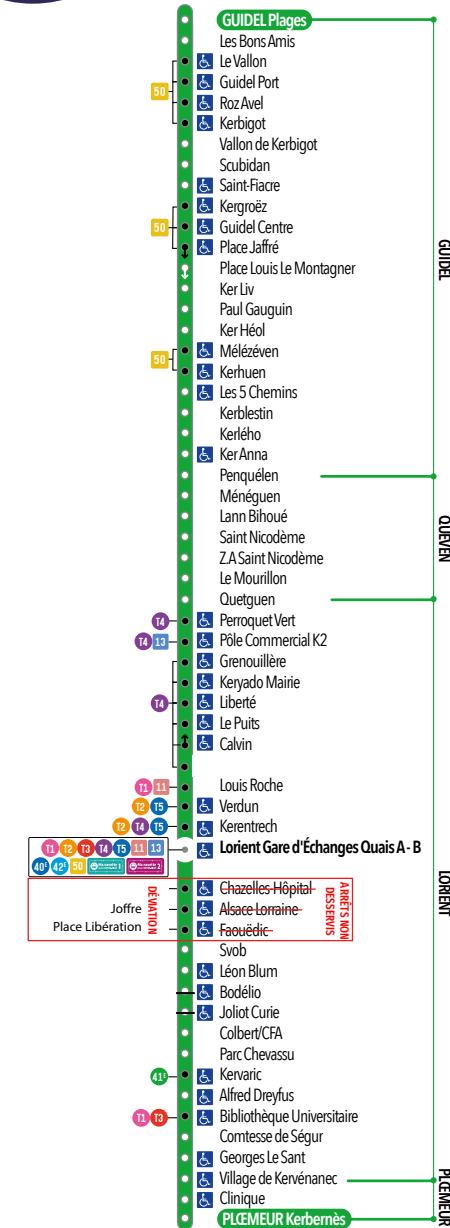 GUIDEL Plages
Les Bons Amis
Le Vallon
50
Guidel Port
Roz Avel
Kerbigot
Vallon de Kerbigot
Scubidan
Saint-Fiacre
Kergroëz
50
Guidel Centre
Place Jaffré
Place Louis Le Montagner
GUIDEL
Ker Liv
Paul Gauguin
Ker Héol
Mélézéven
50
Kerhuen
Les 5 Chemins
Kerblestin
Kerlého
Ker Anna
Penquélen
Ménéguen
Lann Bihoué
QUEVEN
Saint Nicodème
Z.A Saint Nicodème
Le Mourillon
Quetguen
T4 Perroquet Vert
T4 13 Pôle Commercial K2
Grenouillère
Keryado Mairie
T4 Liberté
Le Puits
Calvin
T1 11 Louis Roche
T2 T5 Verdun
T2 T4 T5 Kerentrech
T1 T2 T3 T4 T5 11 13
Lorient Gare d'Échanges Quais A - B
40E 42E 50
LORIENT
DÉVIATION
ARRÊTS NON DESSERVIS
Chazelles Hôpital
Joffre Alsace Lorraine
Place Libération Faouëdic
Svob
Léon Blum
Bodélio
Joliot Curie
Colbert/CFA
Parc Chevassu
41E Kervaric
Alfred Dreyfus
T1 T3 Bibliothèque Universitaire
Comtesse de Ségur
Georges Le Sant
Village de Kervénanec
Clinique
PLŒMEUR
PLŒMEUR Kerbernès